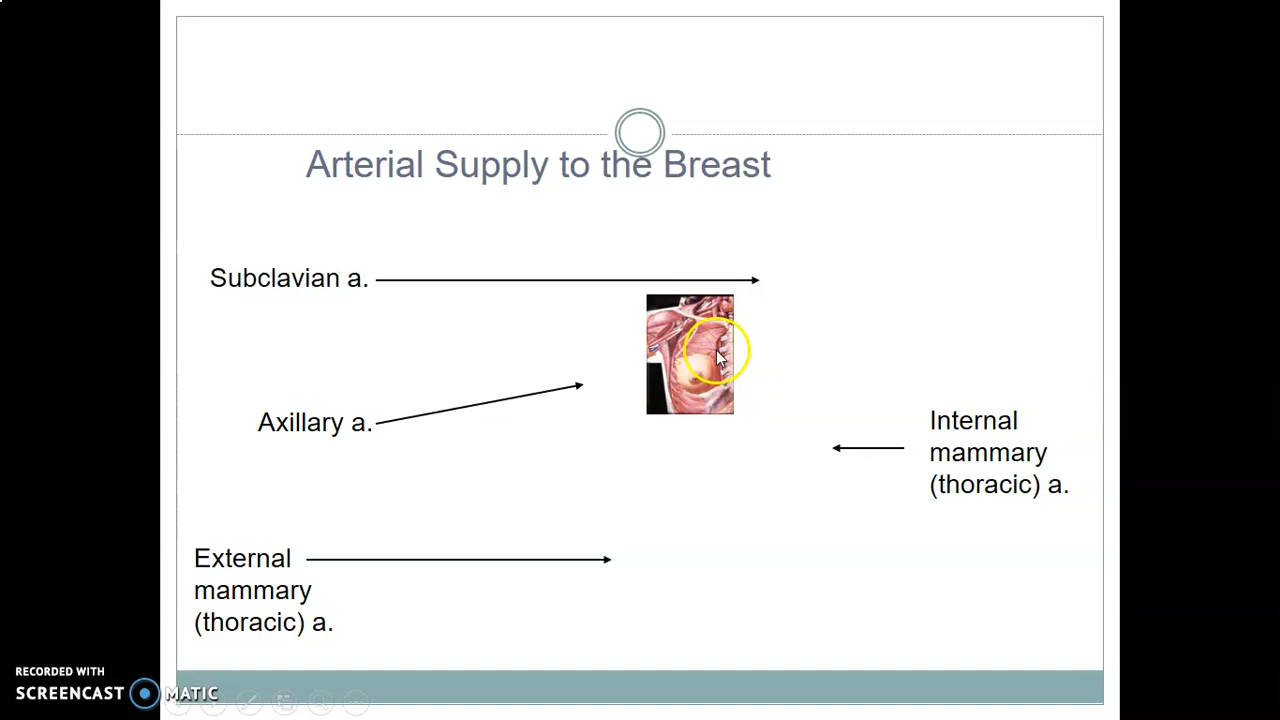 Arterial Supply to the Breast
Subclavian a.
Axillary a.
Internal
mammary
(thoracic) a.
External
mammary
(thoracic) a.
RECORDED WITH
SCREENCAST MATIC